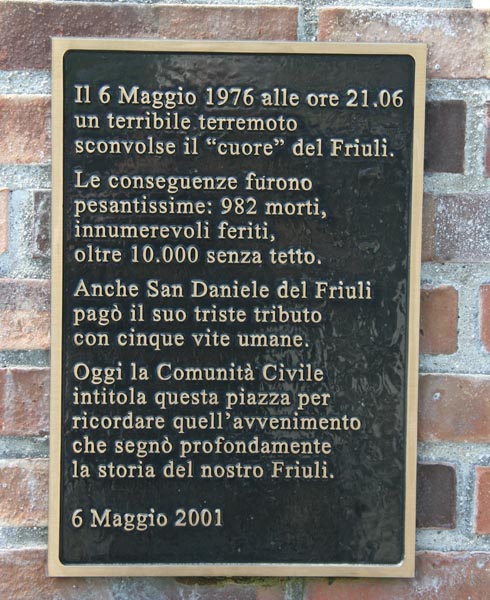 Il 6 Maggio 1976 alle ore 21.06
un terribile terremoto
sconvolse il “cuore” del Friuli.
Le conseguenze furono
pesantissime: 982 morti,
innumerevoli feriti,
oltre 10.000 senza tetto.
Anche San Daniele del Friuli
pagò il suo triste tributo
con cinque vite umane.
Oggi la Comunità Civile
intitola questa piazza per
ricordare quell’avvenimento
che segnò profondamente
la storia del nostro Friuli.
6 Maggio 2001